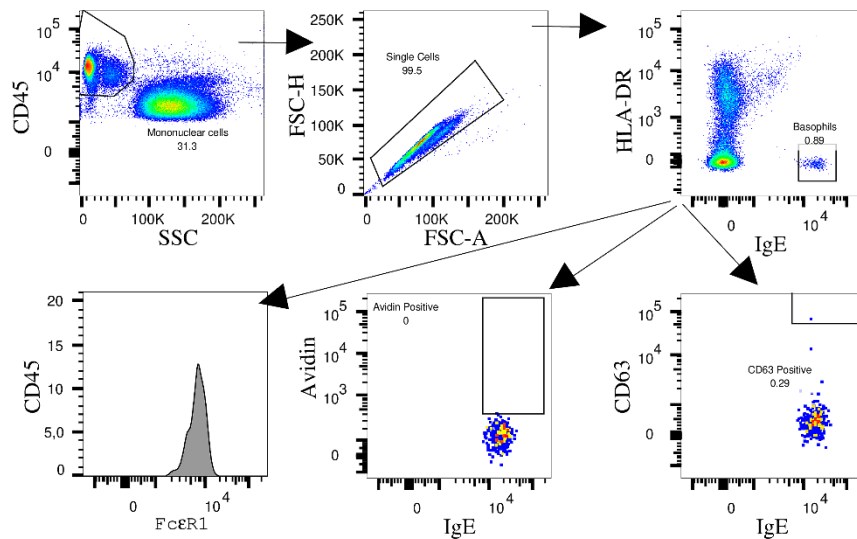 10⁵
10⁴
0
CD45
Mononuclear cells
31.3
0 100K 200K
SSC
250K
200K
150K
100K
50K
0
FSC-H
Single Cells
99.5
0 100K 200K
FSC-A
10⁵
10⁴
10³
0
HLA-DR
Basophils
0.89
0 10⁴
IgE
20
15
10
5,0
0
CD45
0 10⁴
FcεR1
10⁵
10⁴
10³
0
Avidin
Avidin Positive
0
0 10⁴
IgE
10⁵
10⁴
0
CD63
CD63 Positive
0.29
0 10⁴
IgE